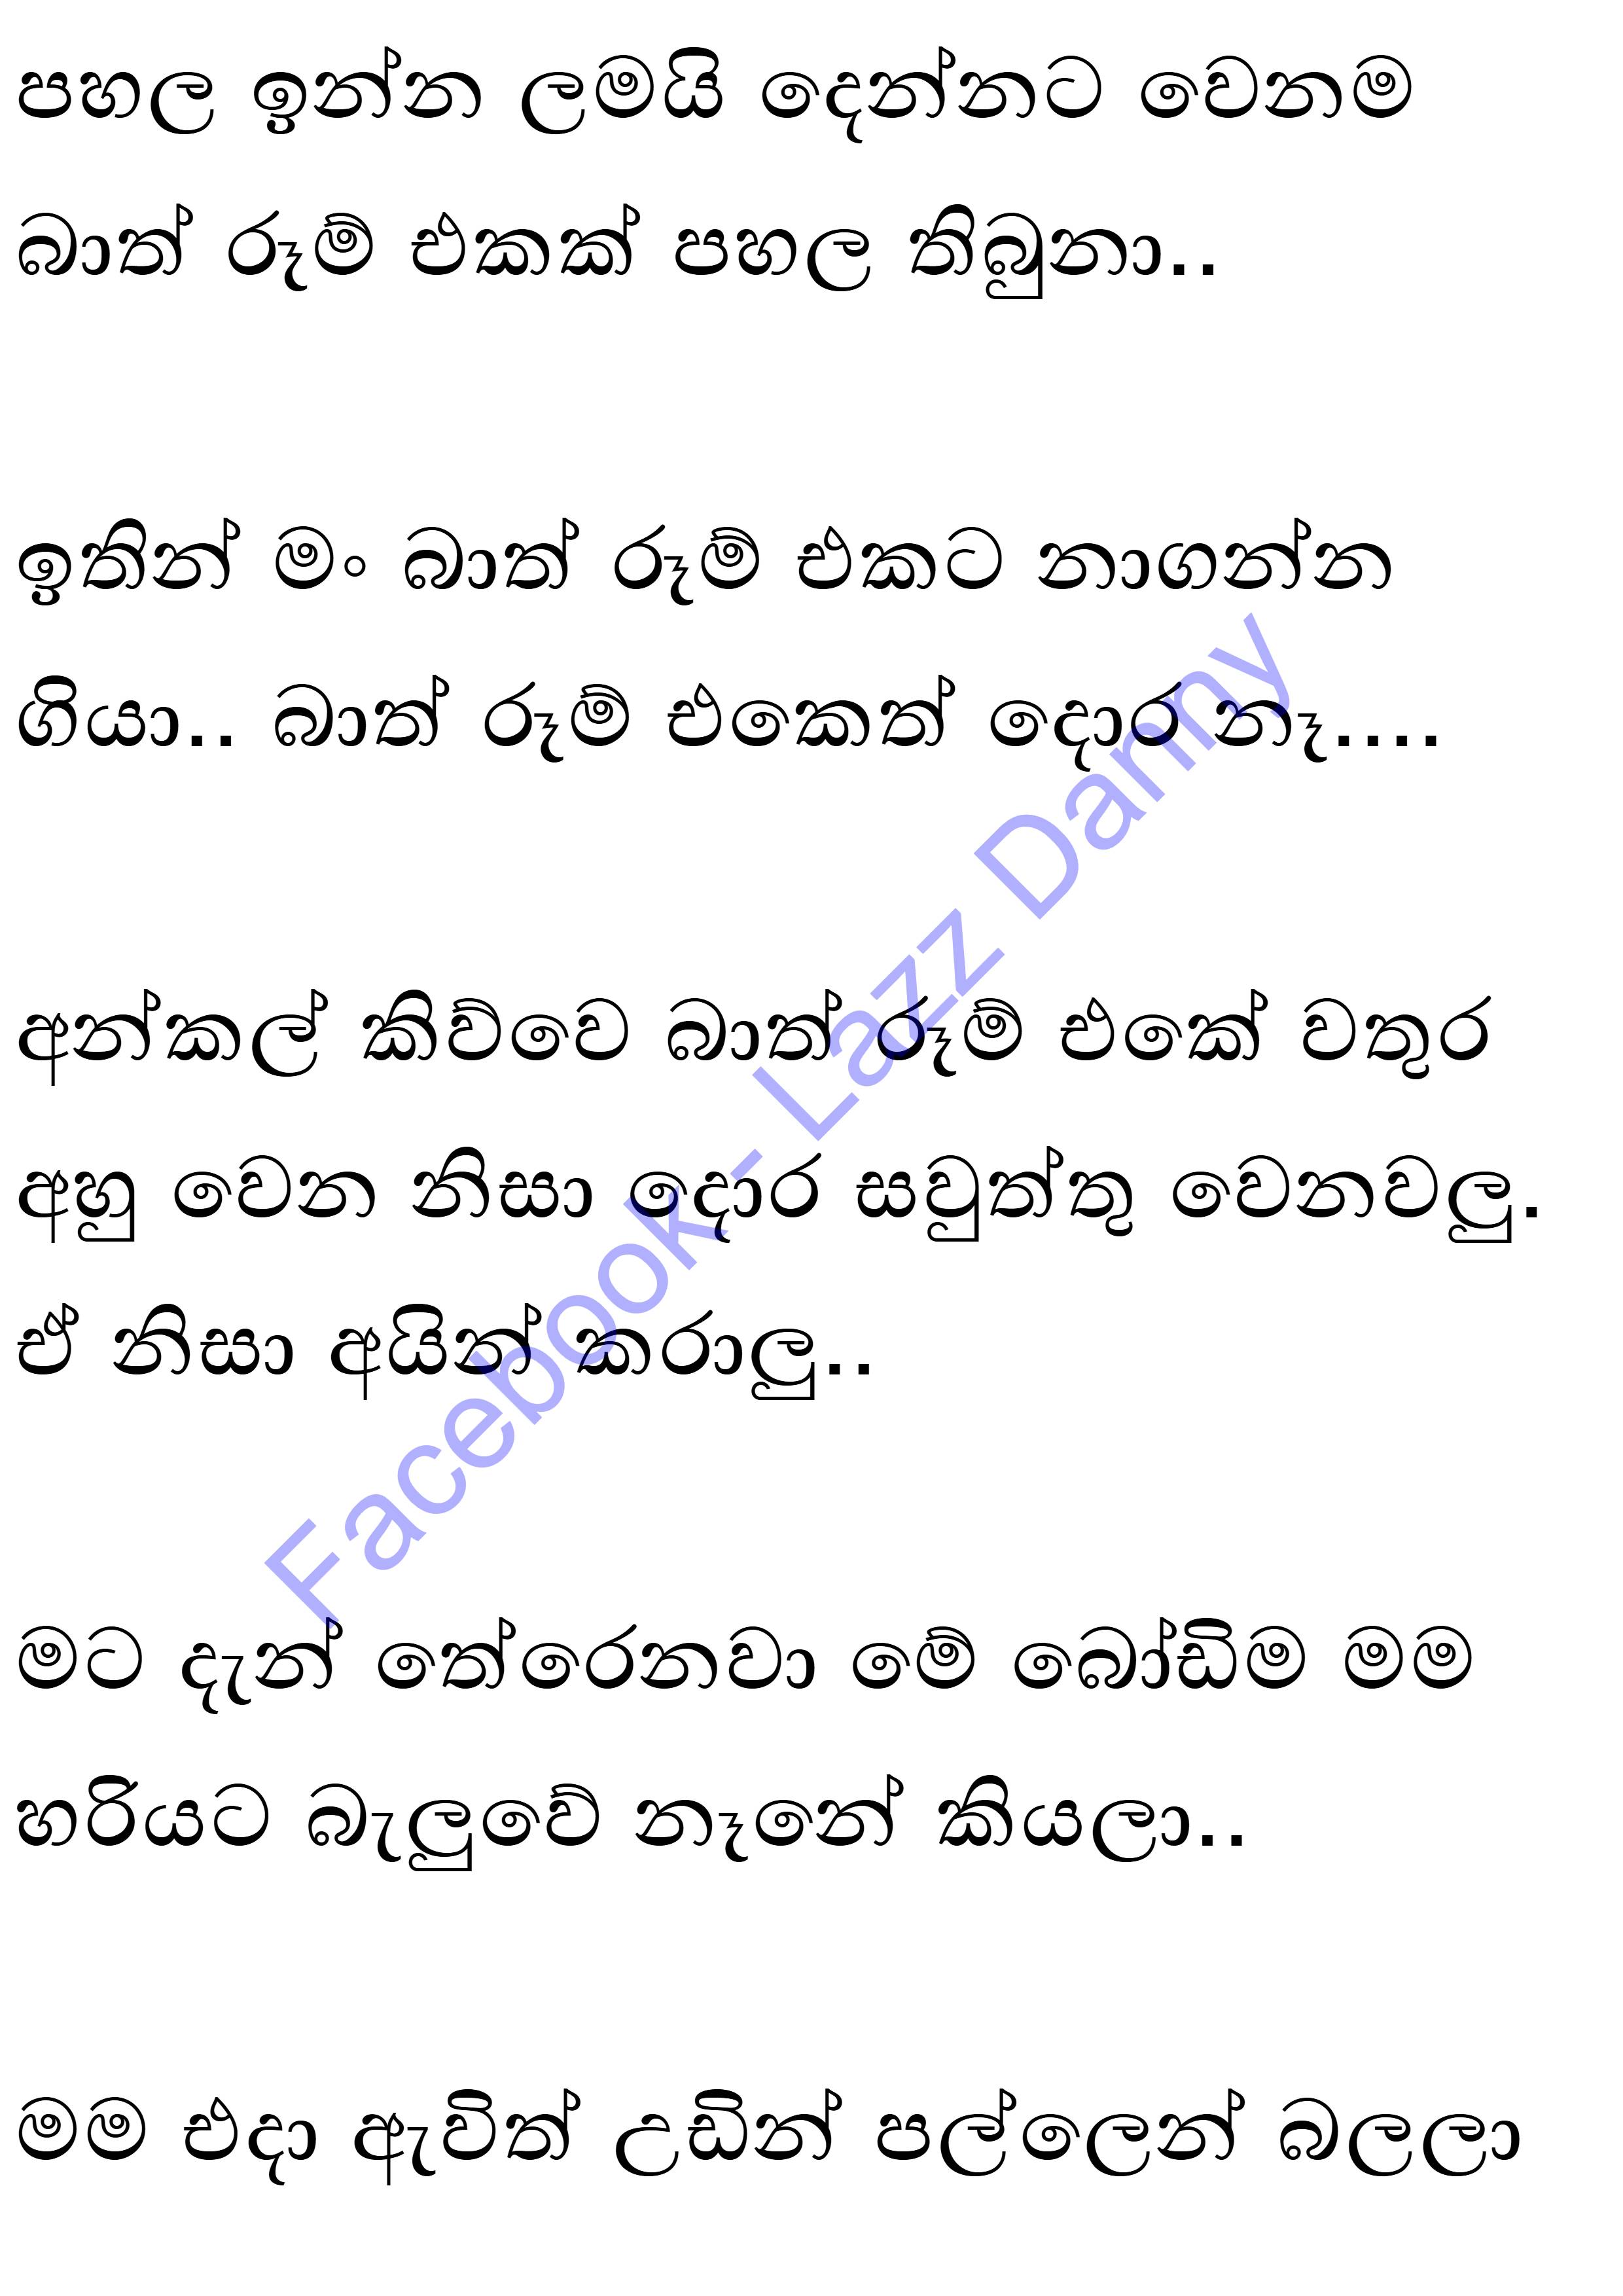 පහල ඉන්න ලමයි දෙන්නට වෙනම
බාත් රූම් එකක් පහල තිබුනා..
ඉතින් මං බාත් රූම් එකට නාගන්න
ගියා.. බාත් රූම් එකෙත් දොර නෑ....
අන්කල් කිව්වෙ බාත් රූම් එකේ වතුර
අහු වෙන නිසා දොර සවුත්තු වෙනවලු.
ඒ නිසා අයින් කරාලු..
මට දැන් තේරෙනවා මේ බෝඩිම මම
හරියට බැලුවේ නෑනේ කියලා..
මම එදා ඇවිත් උඩින් පල්ලෙන් බලලා
Facebook - Lazz Danny